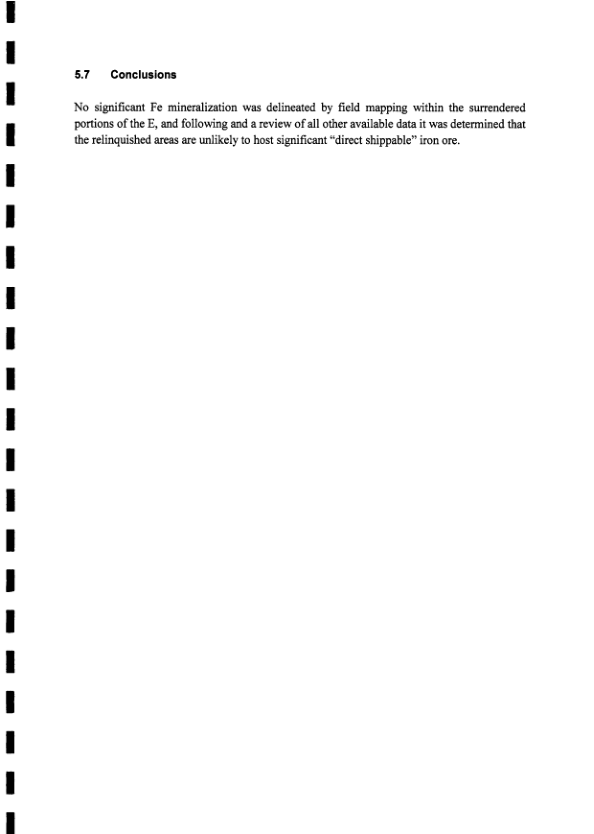 5.7 Conclusions
No significant Fe mineralization was delineated by field mapping within the surrendered
portions of the E, and following and a review of all other available data it was determined that
the relinquished areas are unlikely to host significant “direct shippable” iron ore.